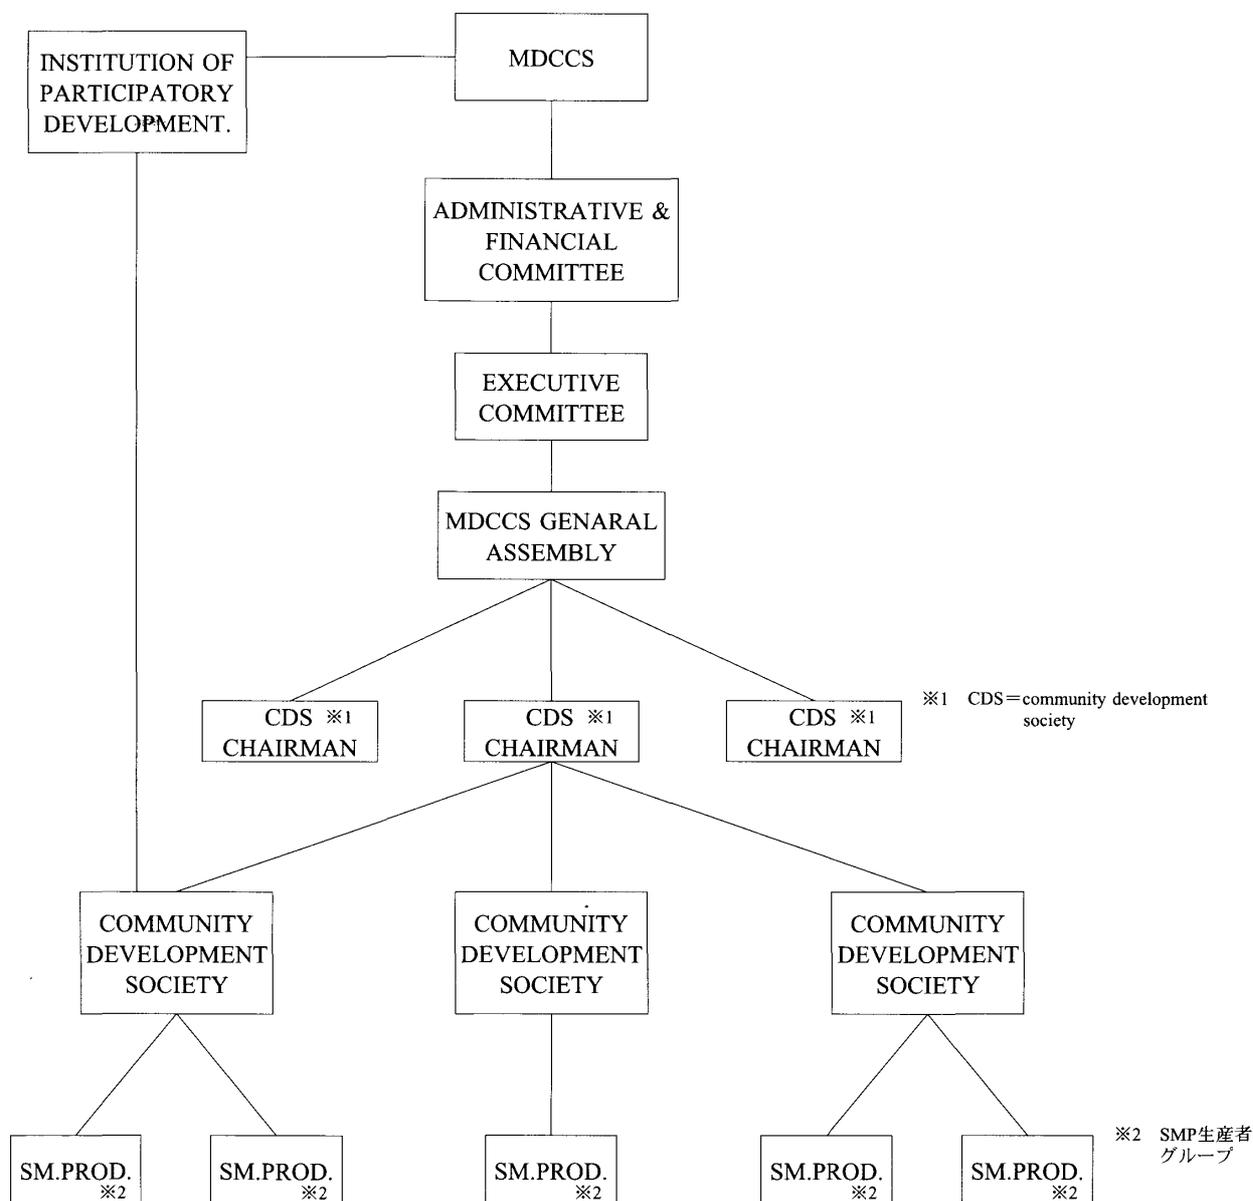 INSTITUTION OF
PARTICIPATORY
DEVELOPMENT.
MDCCS
ADMINISTRATIVE &
FINANCIAL
COMMITTEE
EXECUTIVE
COMMITTEE
MDCCS GENARAL
ASSEMBLY
CDS ※1
CHAIRMAN
CDS ※1
CHAIRMAN
CDS ※1
CHAIRMAN
※1 CDS＝community development
society
COMMUNITY
DEVELOPMENT
SOCIETY
COMMUNITY
DEVELOPMENT
SOCIETY
COMMUNITY
DEVELOPMENT
SOCIETY
SM.PROD.
※2
SM.PROD.
※2
SM.PROD.
※2
SM.PROD.
※2
SM.PROD.
※2
※2 SMP生産者
グループ